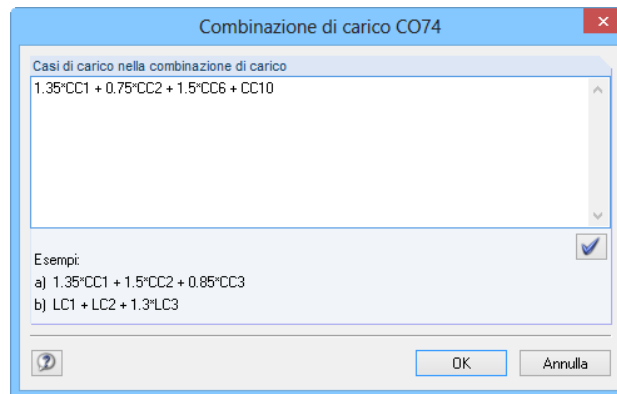 Combinazione di carico CO74
Casi di carico nella combinazione di carico
1.35*CC1 + 0.75*CC2 + 1.5*CC6 + CC10
Esempi:
a) 1.35*CC1 + 1.5*CC2 + 0.85*CC3
b) LC1 + LC2 + 1.3*LC3
OK
Annulla